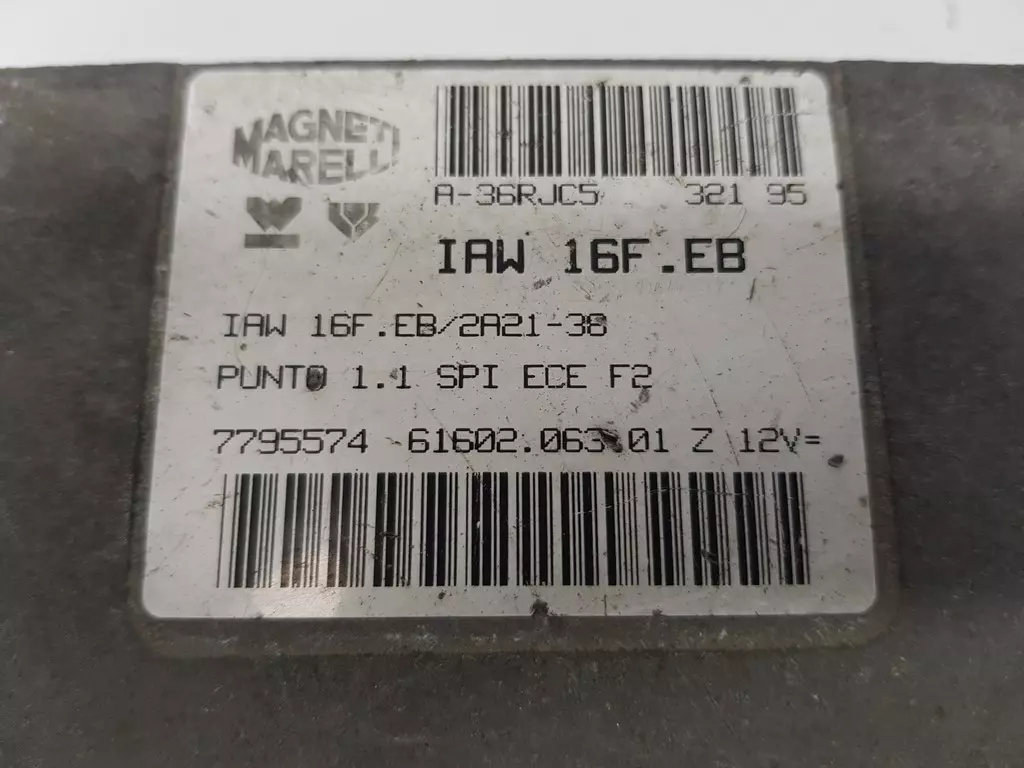 MAGNETI
MARELLI
A-36RJC5 321 95
IAW 16F.EB
IAW 16F.EB/2A21-38
PUNTO 1.1 SPI ECE F2
7795574 61602.063.01 Z 12V=